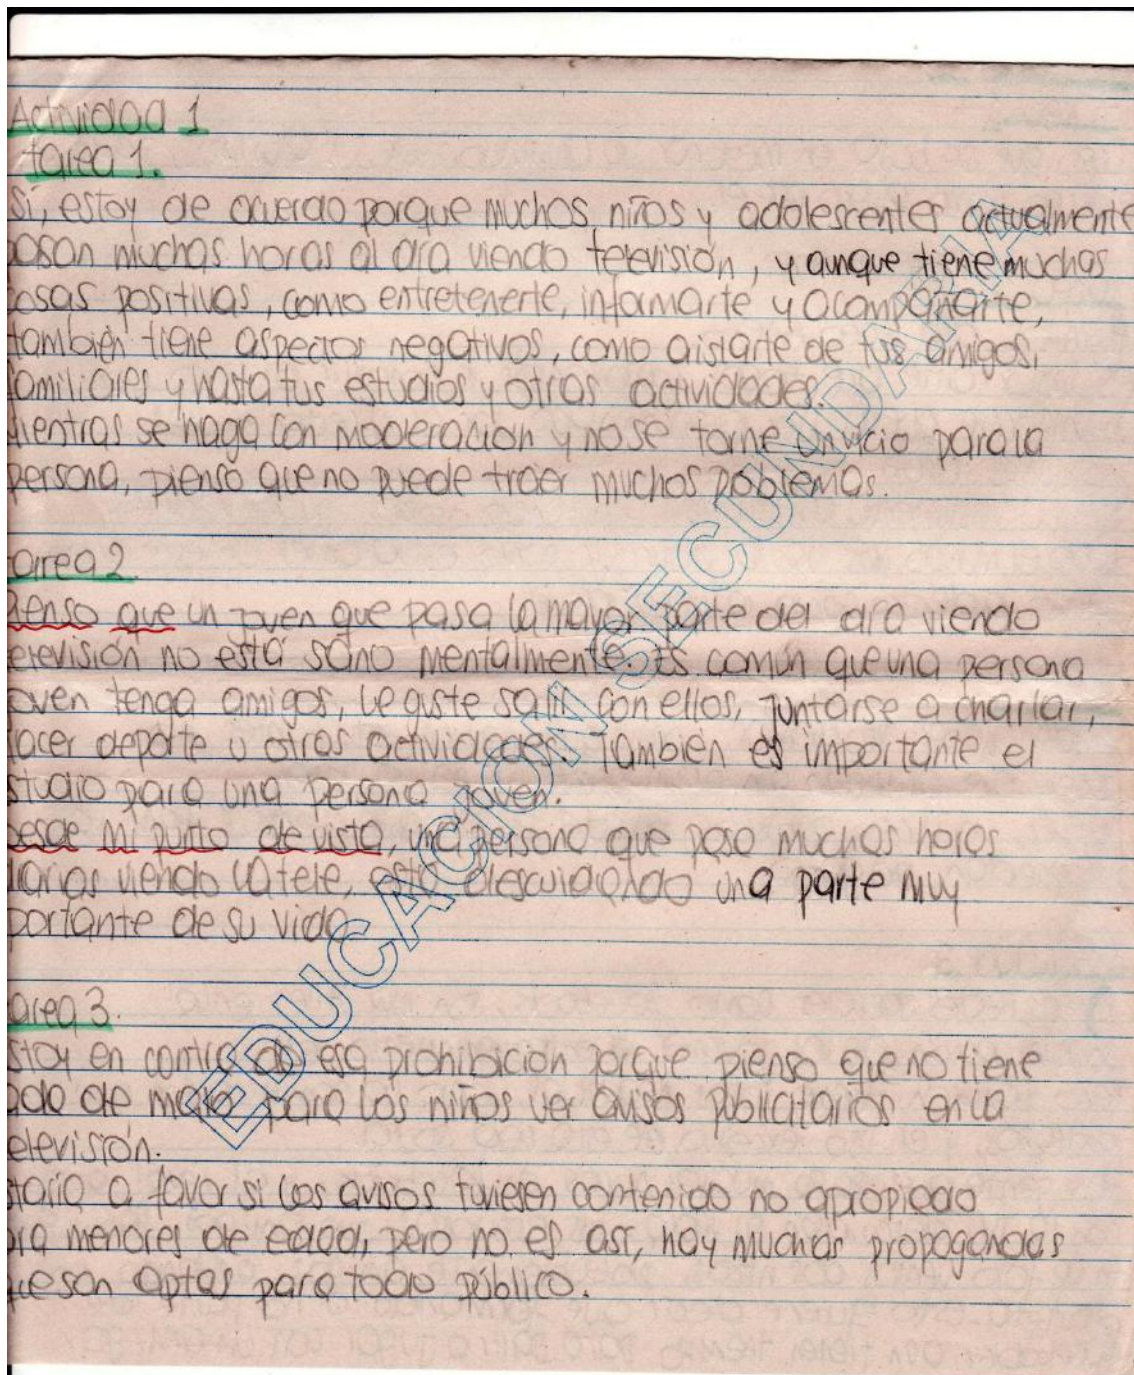 Actividad 1
tarea 1.
Sí, estoy de acuerdo porque muchos niños y adolescentes actualmente
pasan muchas horas al día viendo televisión, y aunque tiene muchas
cosas positivas, como entretenerte, informarte y acompañarte,
también tiene aspectos negativos, como aislarte de tus amigos,
familiares y hasta tus estudios y otras actividades.
Mientras se haga con moderación y no se torne un vicio para la
persona, pienso que no puede traer muchos problemas.
tarea 2
Pienso que un joven que pasa la mayor parte del día viendo
televisión no está sano mentalmente. Es común que una persona
joven tenga amigos, le guste salir con ellos, juntarse a charlar,
hacer deporte u otras actividades. También es importante el
estudio para una persona joven.
Desde mi punto de vista, una persona que pasa muchas horas
diarias viendo la tele, está descuidando una parte muy
portante de su vida
tarea 3.
Estoy en contra de esa prohibición porque pienso que no tiene
nada de malo para los niños ver avisos publicitarios en la
televisión.
Estaría a favor si los avisos tuviesen contenido no apropiado
para menores de edad, pero no es así, hay muchas propagandas
que son aptas para todo público.
EDUCACION SECUNDARIA